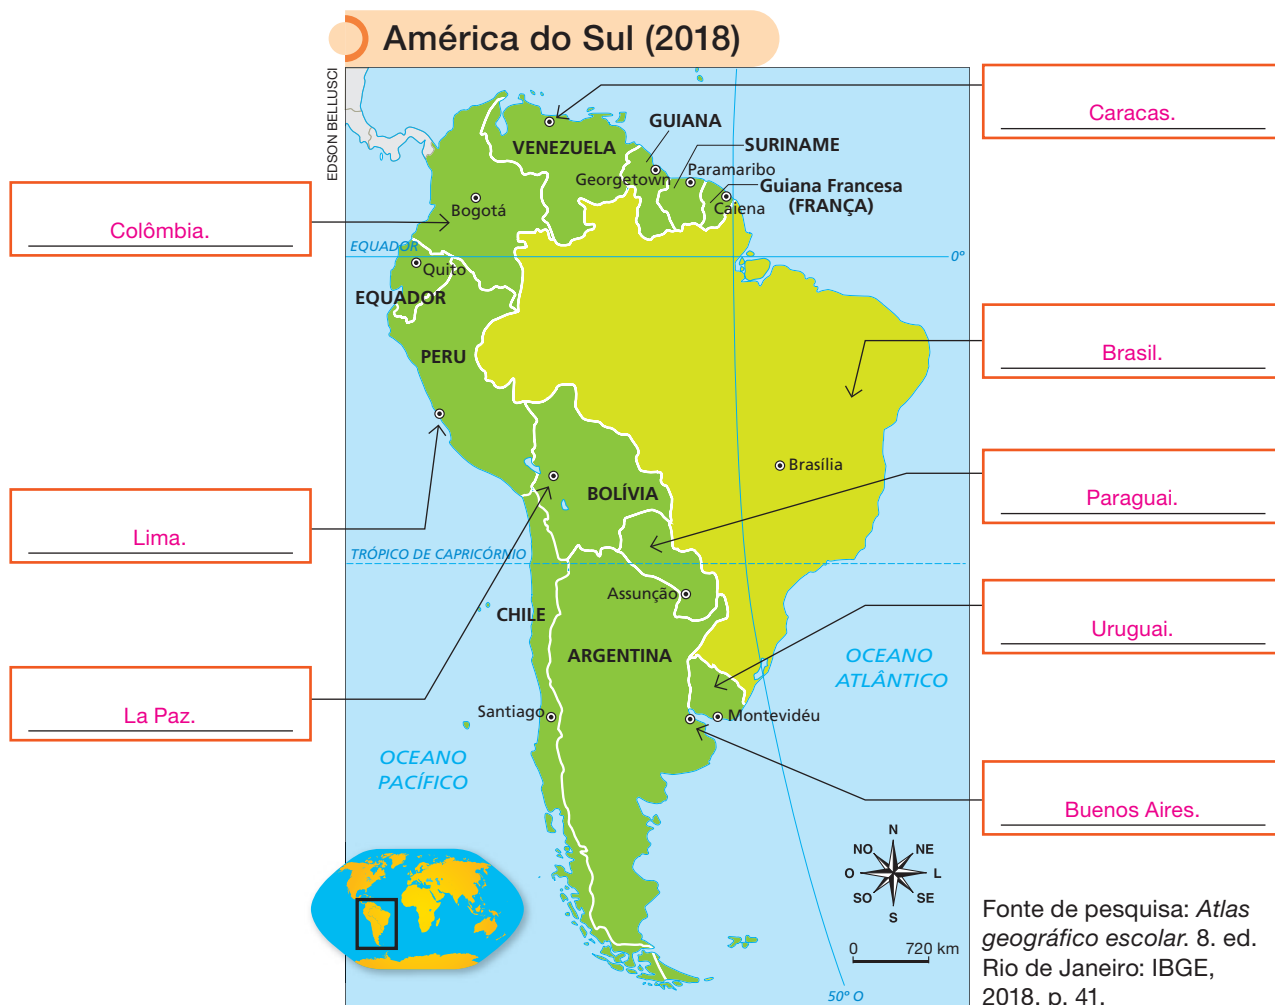 América do Sul (2018)
EDSON BELLUSCI
Caracas.
GUIANA
VENEZUELA
SURINAME
Georgetown
Paramaribo
Guiana Francesa
(FRANÇA)
Caiena
Bogotá
Colômbia.
EQUADOR
0º
Quito
EQUADOR
PERU
Brasil.
Brasília
BOLÍVIA
Paraguai.
Lima.
TRÓPICO DE CAPRICÓRNIO
Assunção
CHILE
Uruguai.
ARGENTINA
OCEANO
ATLÂNTICO
La Paz.
Santiago
Montevidéu
OCEANO
PACÍFICO
Buenos Aires.
N
NO
NE
O
L
SO
SE
S
0 720 km
50º O
Fonte de pesquisa: Atlas
geográfico escolar. 8. ed.
Rio de Janeiro: IBGE,
2018. p. 41.